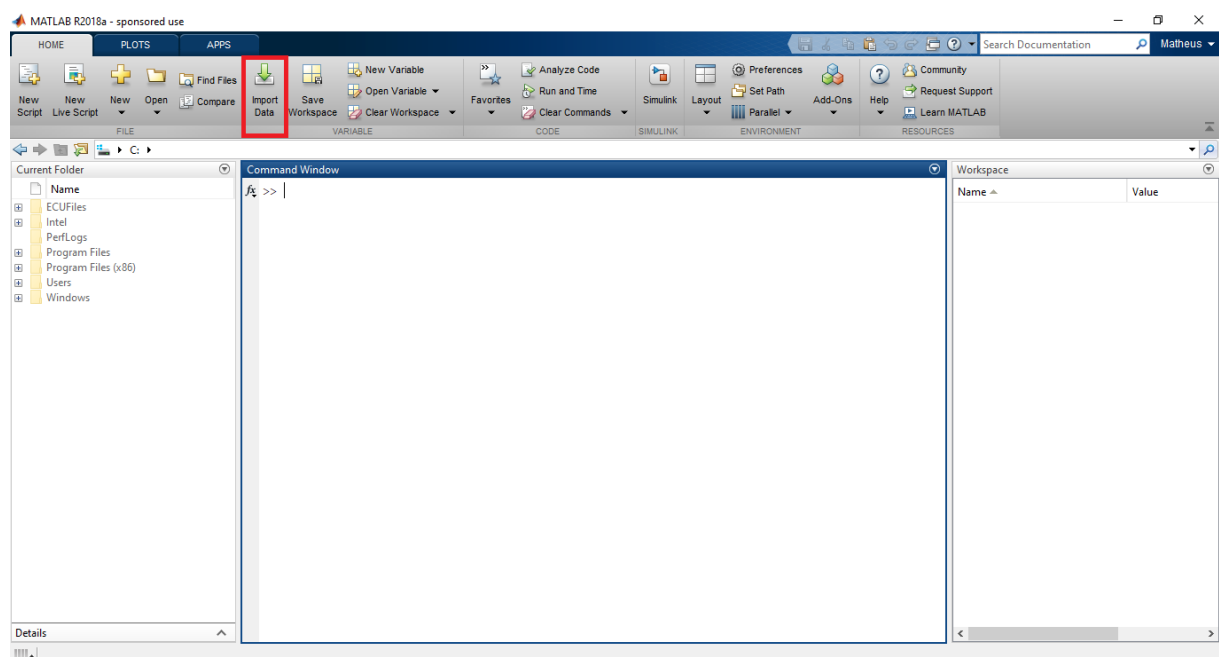 MATLAB R2018a - sponsored use
HOME PLOTS APPS
Search Documentation
Matheus
New Script
New Live Script
New
Open
Find Files
Compare
Import Data
Save Workspace
New Variable
Open Variable
Clear Workspace
Favorites
Analyze Code
Run and Time
Clear Commands
Simulink
Layout
Preferences
Set Path
Parallel
Add-Ons
Help
Community
Request Support
Learn MATLAB
FILE VARIABLE CODE SIMULINK ENVIRONMENT RESOURCES
C:
Current Folder
Name
ECUFiles
Intel
PerfLogs
Program Files
Program Files (x86)
Users
Windows
Details
Command Window
fx >>
Workspace
Name Value